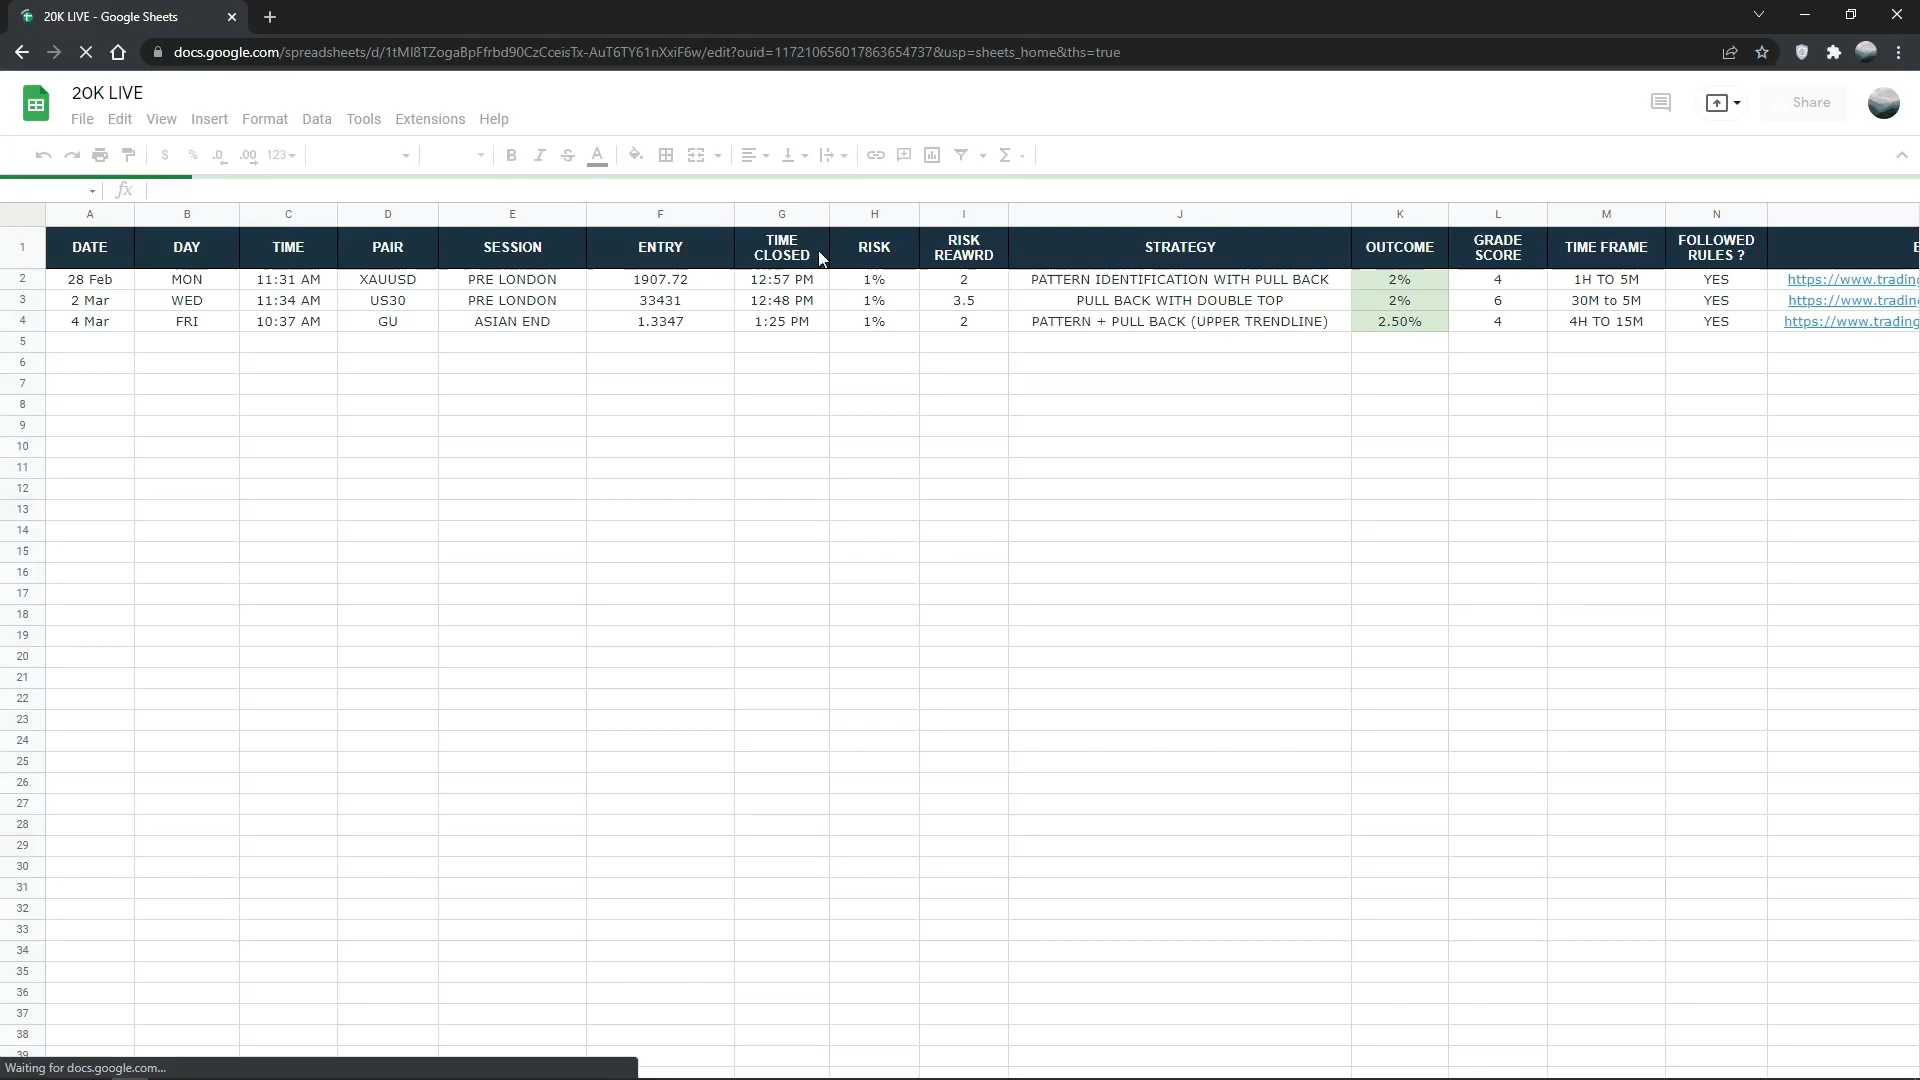 20K LIVE - Google Sheets
docs.google.com/spreadsheets/d/1tMl8TZogaBpFfrbd90CzCceisTx-AuT6TY61nXxiF6w/edit?ouid=117210656017863654737&usp=sheets_home&ths=true
20K LIVE
File Edit View Insert Format Data Tools Extensions Help
Share
$ % .0 .00 123
fx
A B C D E F G H I J K L M N
1 DATE DAY TIME PAIR SESSION ENTRY TIME CLOSED RISK RISK REAWRD STRATEGY OUTCOME GRADE SCORE TIME FRAME FOLLOWED RULES ?
2 28 Feb MON 11:31 AM XAUUSD PRE LONDON 1907.72 12:57 PM 1% 2 PATTERN IDENTIFICATION WITH PULL BACK 2% 4 1H TO 5M YES https://www.trading
3 2 Mar WED 11:34 AM US30 PRE LONDON 33431 12:48 PM 1% 3.5 PULL BACK WITH DOUBLE TOP 2% 6 30M to 5M YES https://www.trading
4 4 Mar FRI 10:37 AM GU ASIAN END 1.3347 1:25 PM 1% 2 PATTERN + PULL BACK (UPPER TRENDLINE) 2.50% 4 4H TO 15M YES https://www.trading
5
6
7
8
9
10
11
12
13
14
15
16
17
18
19
20
21
22
23
24
25
26
27
28
29
30
31
32
33
34
35
36
37
38
39
Waiting for docs.google.com...